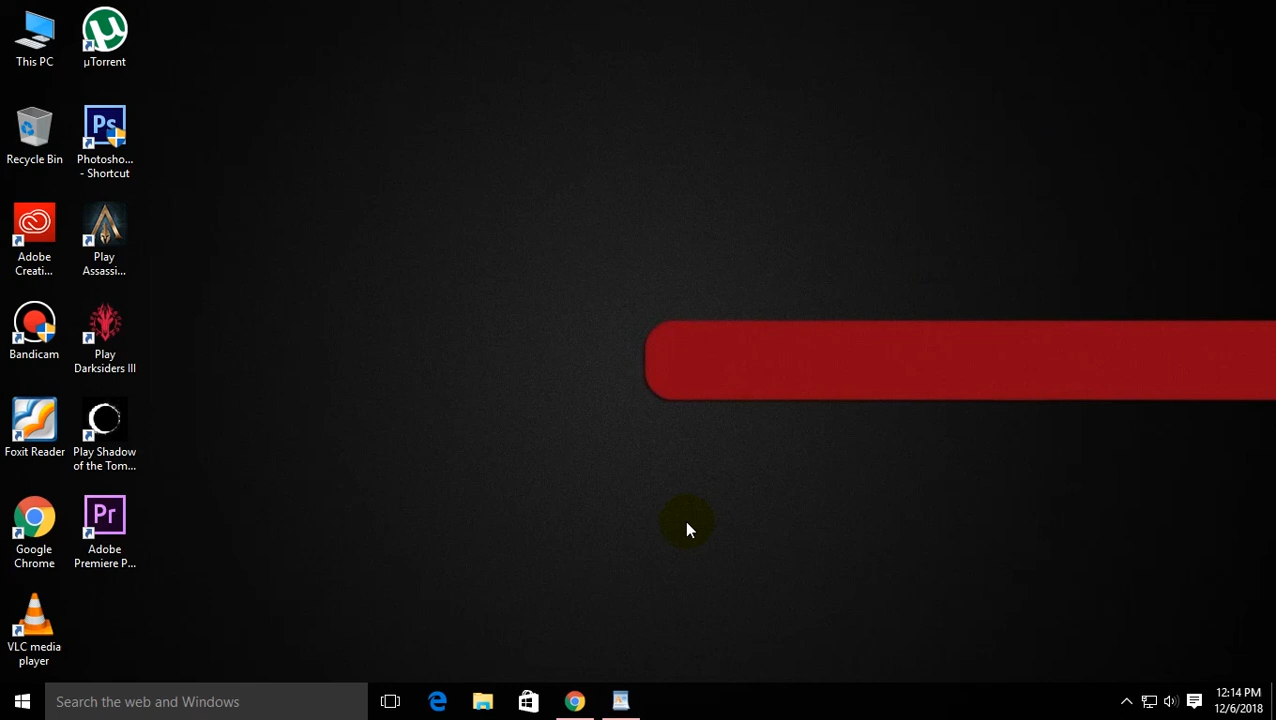 This PC
µ
µTorrent
Recycle Bin
Ps
Photosho...
- Shortcut
Adobe
Creati...
Play
Assassi...
Bandicam
Play
Darksiders III
Foxit Reader
Play Shadow
of the Tom...
Google
Chrome
Pr
Adobe
Premiere P...
VLC media
player
Search the web and Windows
12:14 PM
12/6/2018